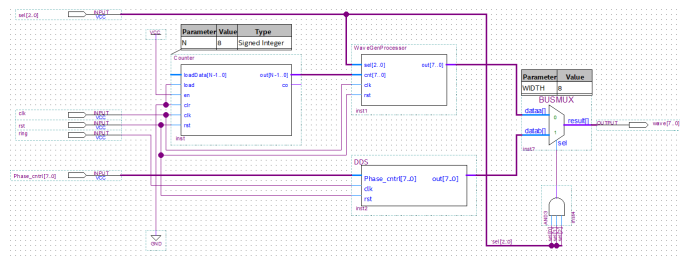 sel[2..0]
INPUT
VCC
Parameter Value Type
N 8 Signed Integer
VCC
Counter
loadData[N-1..0] out[N-1..0]
load co
en
clr
clk
rst
inst
WaveGenProcessor
sel[2..0] out[7..0]
cnt[7..0]
clk
rst
inst1
Parameter Value
WIDTH 8
BUSMUX
dataa[]
0
result[]
datab[]
1
sel
inst7
OUTPUT
wave[7..0]
clk
INPUT
VCC
rst
INPUT
VCC
ring
INPUT
VCC
Phase_cntrl[7..0]
INPUT
VCC
DDS
Phase_cntrl[7..0] out[7..0]
clk
rst
inst2
GND
AND3
sel[2..0]